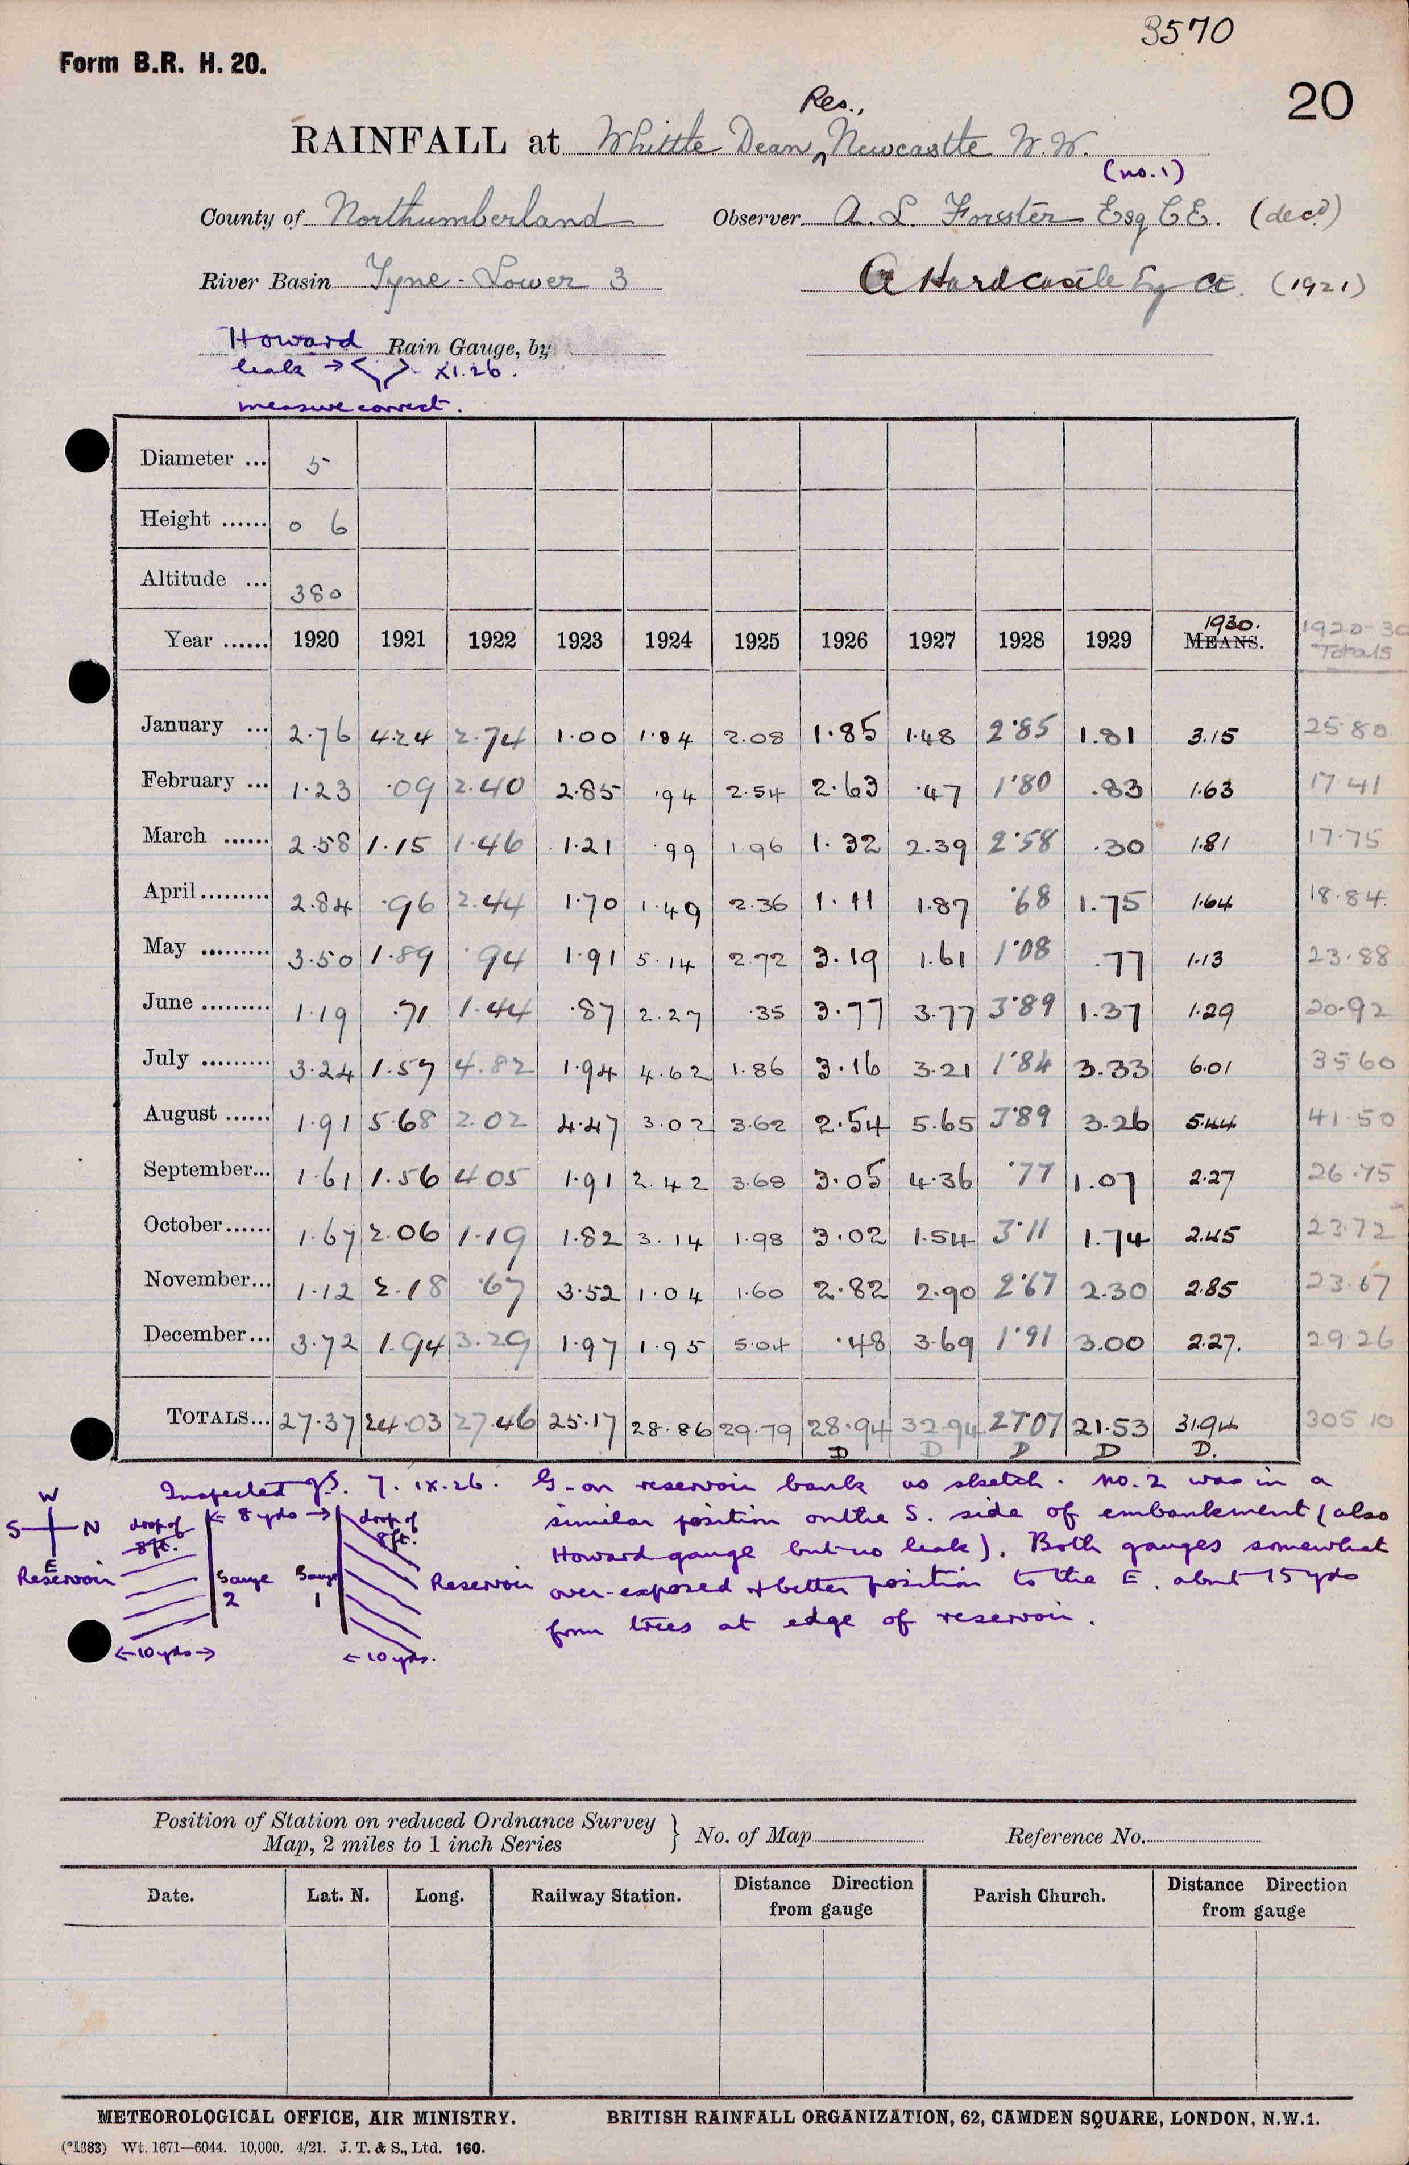 3570
Form B.R. H. 20.
20
Res.,
RAINFALL at Whittle Dean, Newcastle W.W.
(no.1)
County of Northumberland Observer A. L. Forster Esq C.E. (decd)
River Basin Tyne - Lower 3 A Hardcastle Esq CE. (1921)
Howard Rain Gauge, by
leak → XI.26.
measure correct.
Diameter ... 5
Height ...... 0 6
Altitude ... 380
Year ...... 1920 1921 1922 1923 1924 1925 1926 1927 1928 1929 1930. MEANS. 1920-30 Totals
January ... 2.76 4.24 2.74 1.00 1.84 2.08 1.85 1.48 2.85 1.81 3.15 25.80
February ... 1.23 .09 2.40 2.85 .94 2.54 2.63 .47 1.80 .83 1.63 17.41
March ...... 2.58 1.15 1.46 1.21 .99 1.96 1.32 2.39 2.58 .30 1.81 17.75
April......... 2.84 .96 2.44 1.70 1.49 2.36 1.11 1.87 .68 1.75 1.64 18.84.
May ......... 3.50 1.89 .94 1.91 5.14 2.72 3.19 1.61 1.08 .77 1.13 23.88
June ......... 1.19 .71 1.44 .87 2.27 .35 3.77 3.77 3.89 1.37 1.29 20.92
July ......... 3.24 1.57 4.82 1.94 4.62 1.86 3.16 3.21 1.84 3.33 6.01 35.60
August ...... 1.91 5.68 2.02 4.47 3.02 3.62 2.54 5.65 3.89 3.26 5.44 41.50
September... 1.61 1.56 4.05 1.91 2.42 3.68 3.05 4.36 .77 1.07 2.27 26.75
October...... 1.67 2.06 1.19 1.82 3.14 1.98 3.02 1.54 3.11 1.74 2.45 23.72
November... 1.12 2.18 .67 3.52 1.04 1.60 2.82 2.90 2.67 2.30 2.85 23.67
December... 3.72 1.94 3.29 1.97 1.95 5.04 .48 3.69 1.91 3.00 2.27. 29.26
TOTALS... 27.37 24.03 27.46 25.17 28.86 29.79 28.94 32.94 27.07 21.53 31.94 305.10
D D D D D.
Inspected 7.IX.26. G. on reservoir bank as sketch. No. 2 was in a
similar position on the S. side of embankment (also
Howard gauge but no leak). Both gauges somewhat
over-exposed & better position to the E. about 15 yds
from trees at edge of reservoir.
W
S N
E
drop of 8ft.
← 8 yds →
drop of 8ft.
Reservoir
Gauge 2
Gauge 1
Reservoir
←10 yds→
←10 yds.
Position of Station on reduced Ordnance Survey
Map, 2 miles to 1 inch Series } No. of Map Reference No.
Date. Lat. N. Long. Railway Station. Distance Direction from gauge Parish Church. Distance Direction from gauge
METEOROLOGICAL OFFICE, AIR MINISTRY. BRITISH RAINFALL ORGANIZATION, 62, CAMDEN SQUARE, LONDON, N.W.1.
(*1383) Wt. 1671—6044. 10,000. 4/21. J. T. & S., Ltd. 160.